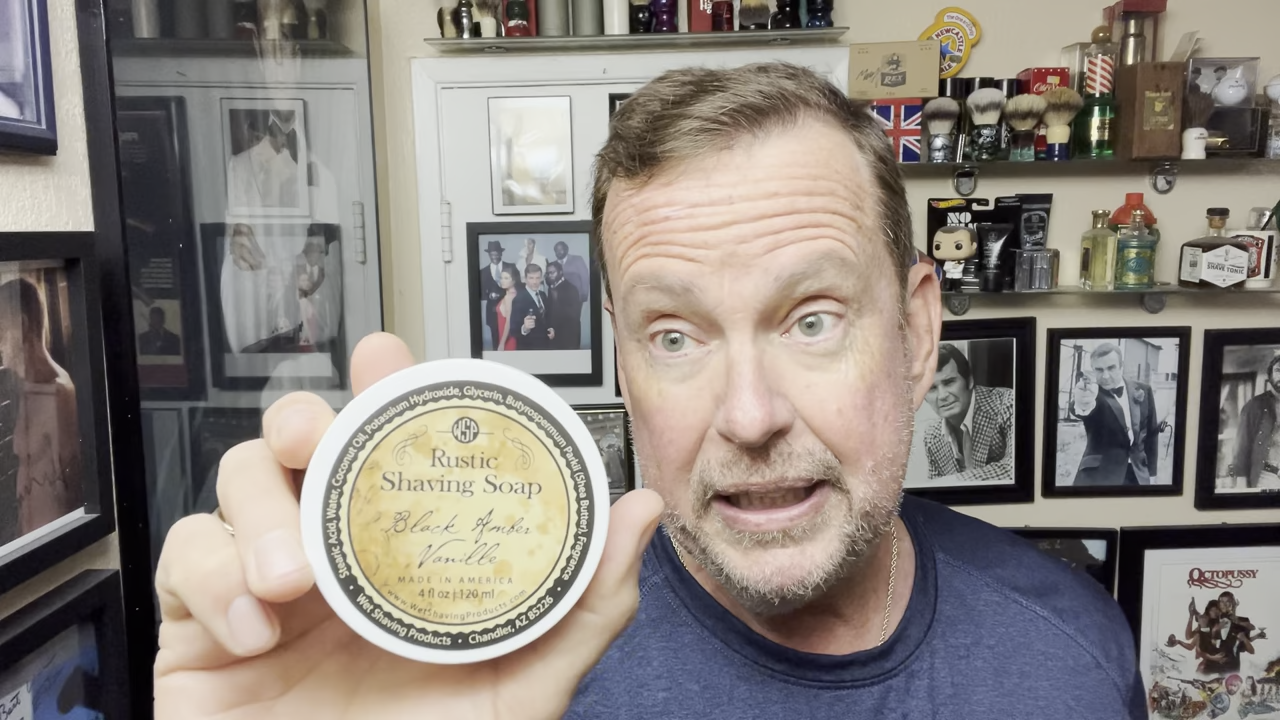 WSP
Rustic
Shaving Soap
Black Amber
Vanille
MADE IN AMERICA
4 fl oz | 120 ml
www.WetShavingProducts.com
Stearic Acid, Water, Coconut Oil, Potassium Hydroxide, Glycerin, Butyrospermum Parkii (Shea Butter), Fragrance
• Wet Shaving Products • Chandler, AZ 85226 •
NEWCASTLE
REX
NO
SHAVE TONIC
OCTOPUSSY